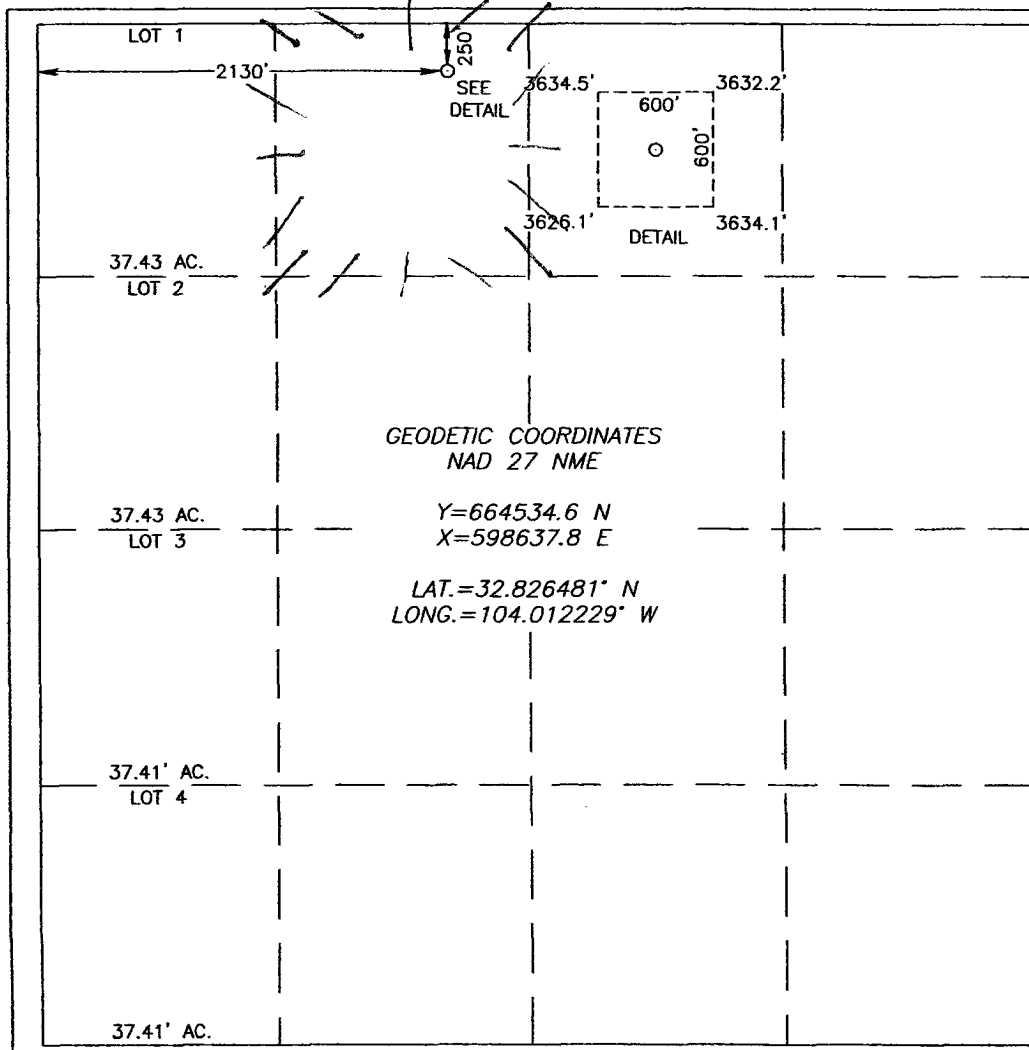 LOT 1
250'
2130'
SEE
DETAIL
3634.5'
3632.2'
600'
600'
3626.1'
3634.1'
DETAIL
37.43 AC.
LOT 2
GEODETIC COORDINATES
NAD 27 NME
Y=664534.6 N
X=598637.8 E
37.43 AC.
LOT 3
LAT.=32.826481° N
LONG.=104.012229° W
37.41' AC.
LOT 4
37.41' AC.